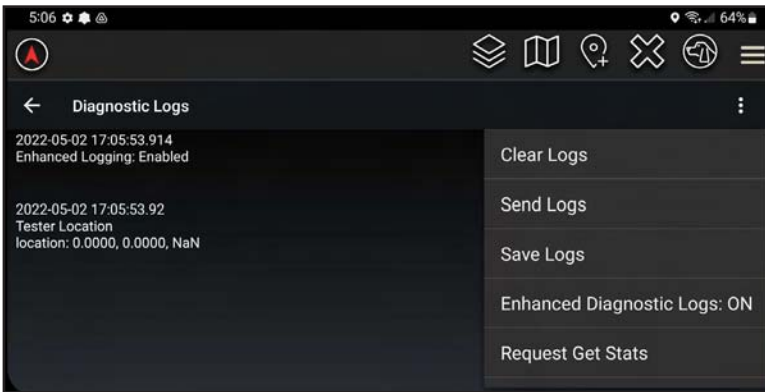 5:06 64%
Diagnostic Logs
2022-05-02 17:05:53.914
Enhanced Logging: Enabled
2022-05-02 17:05:53.92
Tester Location
location: 0.0000, 0.0000, NaN
Clear Logs
Send Logs
Save Logs
Enhanced Diagnostic Logs: ON
Request Get Stats